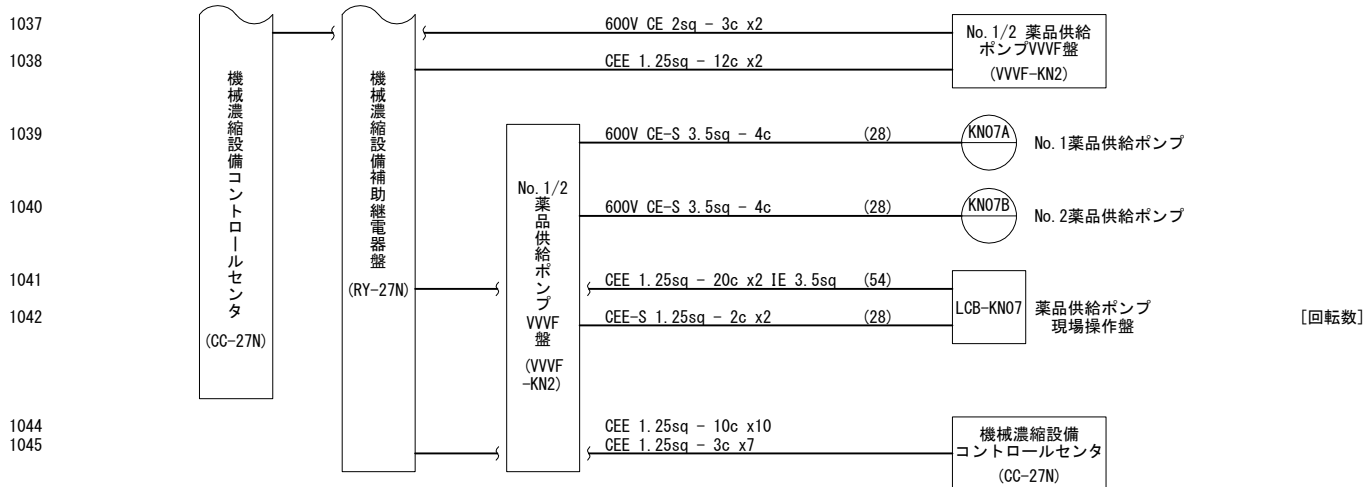 1037
600V CE 2sq - 3c x2
No.1/2 薬品供給
ポンプVVVF盤
(VVVF-KN2)
1038
CEE 1.25sq - 12c x2
機械濃縮設備コントロールセンタ
(CC-27N)
機械濃縮設備補助継電器盤
(RY-27N)
No.1/2
薬品供給ポンプ
VVVF
盤
(VVVF
-KN2)
1039
600V CE-S 3.5sq - 4c (28)
KN07A
No.1薬品供給ポンプ
1040
600V CE-S 3.5sq - 4c (28)
KN07B
No.2薬品供給ポンプ
1041
CEE 1.25sq - 20c x2 IE 3.5sq (54)
1042
CEE-S 1.25sq - 2c x2 (28)
LCB-KN07
薬品供給ポンプ
現場操作盤
[回転数]
1044
CEE 1.25sq - 10c x10
1045
CEE 1.25sq - 3c x7
機械濃縮設備
コントロールセンタ
(CC-27N)